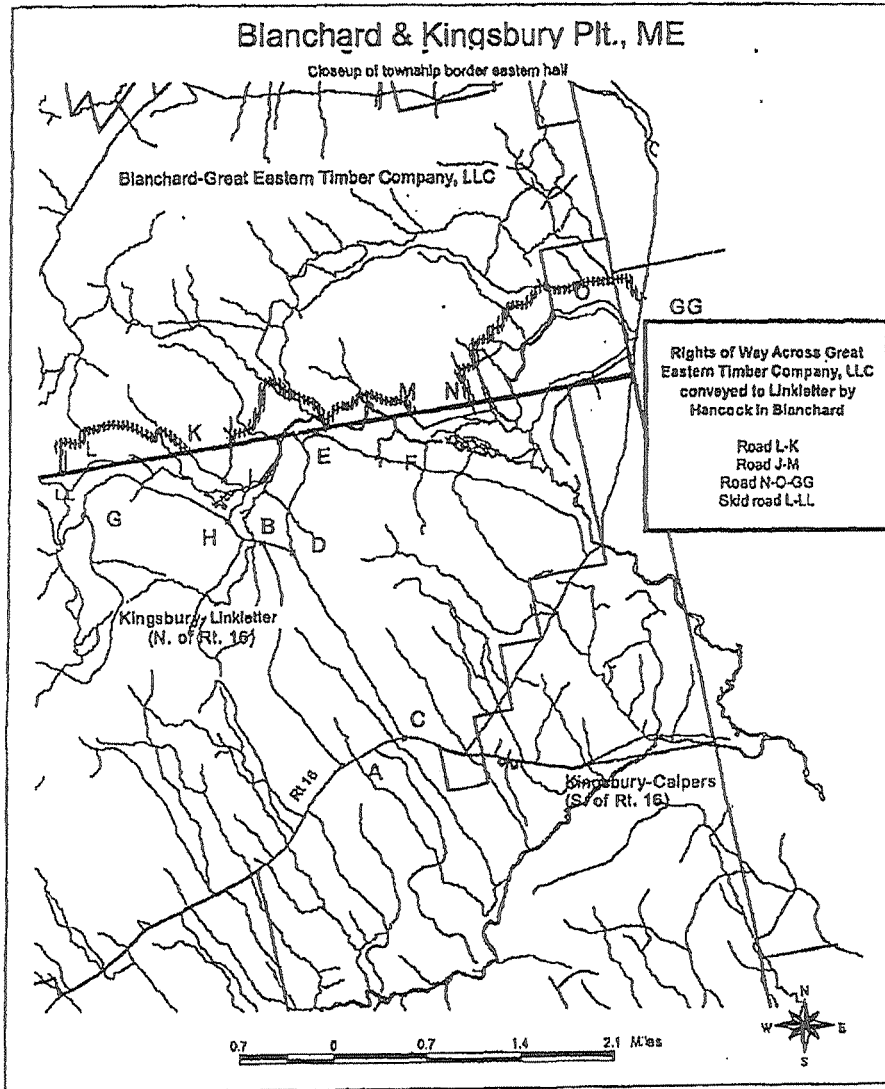 Blanchard & Kingsbury Plt., ME
Closeup of township border eastern half
Blanchard-Great Eastern Timber Company, LLC
O
GG
Rights of Way Across Great
Eastern Timber Company, LLC
conveyed to Linkletter by
Hancock in Blanchard
Road L-K
Road J-M
Road N-O-GG
Skid road L-LL
M
N
K
J
L
E
F
I
LL
G
H
B
D
Kingsbury-Linkletter
(N. of Rt. 16)
C
A
Rt 16
Kingsbury-Calpers
(S. of Rt. 16)
N
W
E
S
0.7 0 0.7 1.4 2.1 Miles